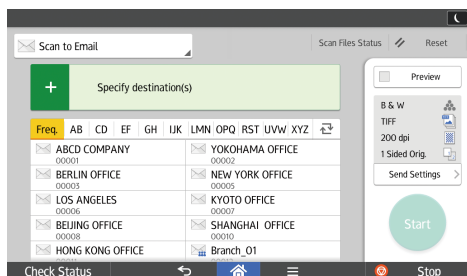 Scan to Email
Scan Files Status
Reset
+ Specify destination(s)
Preview
Freq. AB CD EF GH IJK LMN OPQ RST UVW XYZ
ABCD COMPANY
00001
YOKOHAMA OFFICE
00002
BERLIN OFFICE
00003
NEW YORK OFFICE
00005
LOS ANGELES
00006
KYOTO OFFICE
00007
BEIJING OFFICE
00008
SHANGHAI OFFICE
00010
HONG KONG OFFICE
Branch_01
B & W
TIFF
200 dpi
1 Sided Orig.
Send Settings
Start
Check Status
Stop